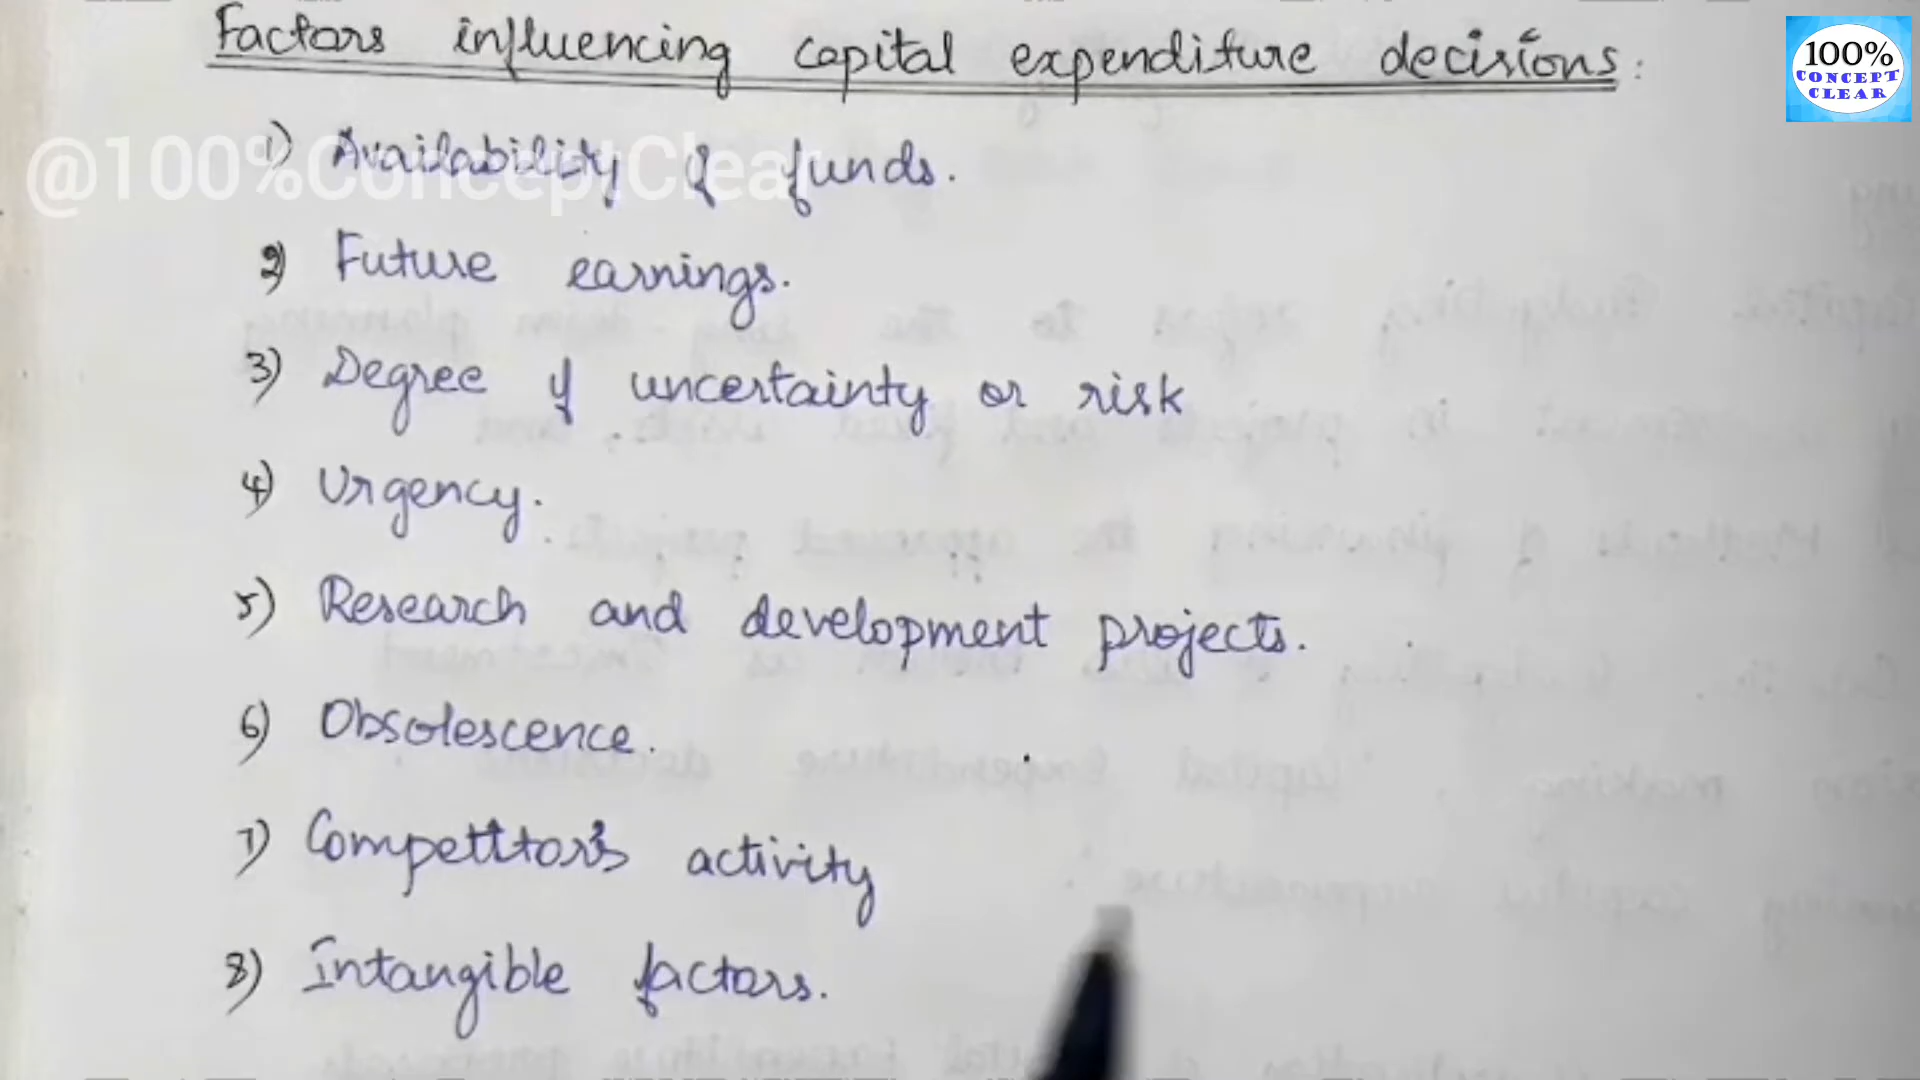 Factors influencing capital expenditure decisions:
100%
CONCEPT
CLEAR
@100%ConceptClear
1) Availability of funds.
2) Future earnings.
3) Degree of uncertainty or risk
4) Urgency.
5) Research and development projects.
6) Obsolescence.
7) Competitor's activity
8) Intangible factors.